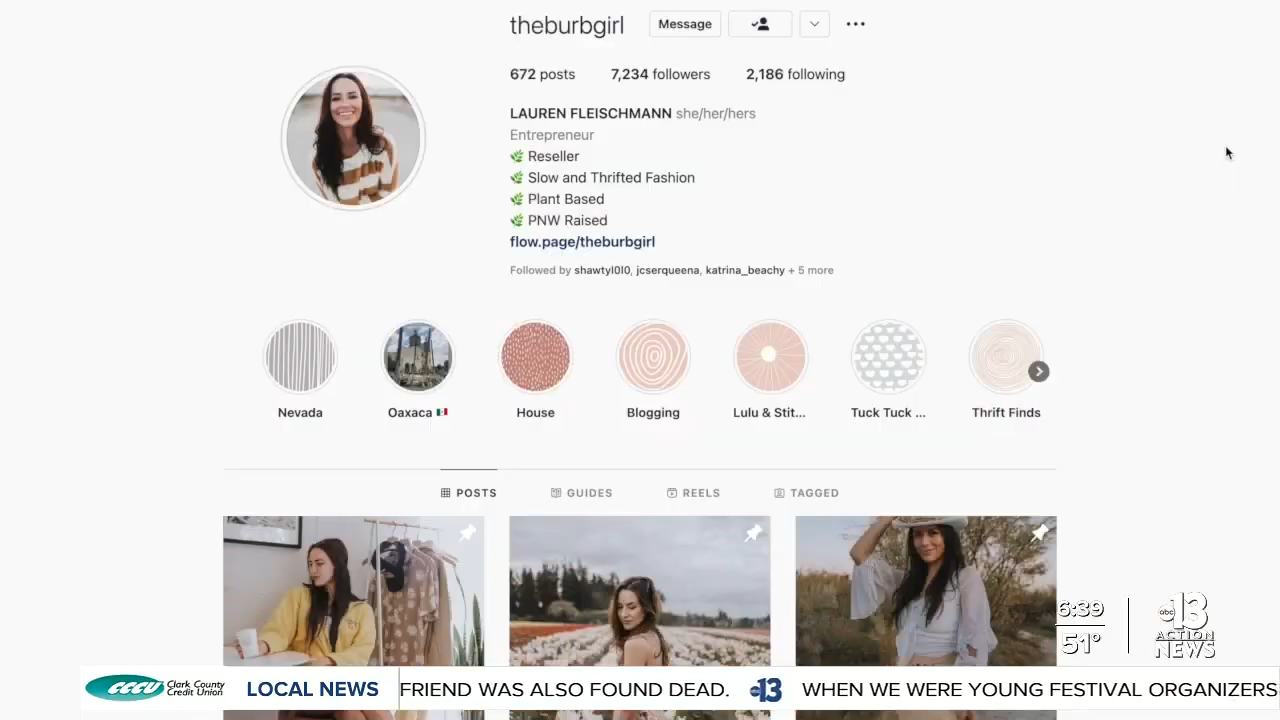 theburbgirl
Message
672 posts 7,234 followers 2,186 following
LAUREN FLEISCHMANN she/her/hers
Entrepreneur
🌿 Reseller
🌿 Slow and Thrifted Fashion
🌿 Plant Based
🌿 PNW Raised
flow.page/theburbgirl
Followed by shawtyl0l0, jcserqueena, katrina_beachy + 5 more
Nevada Oaxaca 🇲🇽 House Blogging Lulu & Stit... Tuck Tuck ... Thrift Finds
POSTS GUIDES REELS TAGGED
6:39
51°
abc 13
ACTION
NEWS
CCCU Clark County
Credit Union
LOCAL NEWS
FRIEND WAS ALSO FOUND DEAD. abc 13 WHEN WE WERE YOUNG FESTIVAL ORGANIZERS